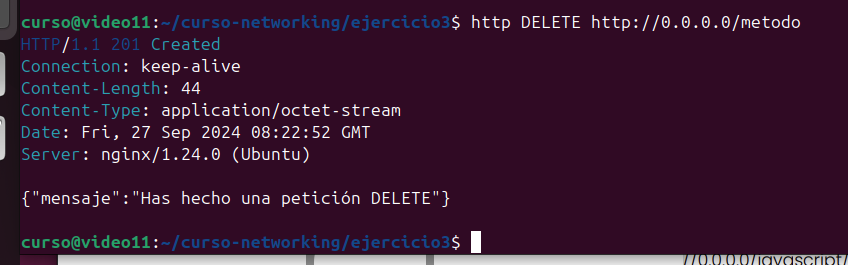 curso@video11:~/curso-networking/ejercicio3$ http DELETE http://0.0.0.0/metodo
HTTP/1.1 201 Created
Connection: keep-alive
Content-Length: 44
Content-Type: application/octet-stream
Date: Fri, 27 Sep 2024 08:22:52 GMT
Server: nginx/1.24.0 (Ubuntu)
{"mensaje":"Has hecho una petición DELETE"}
curso@video11:~/curso-networking/ejercicio3$
//0.0.0.0/javascript/